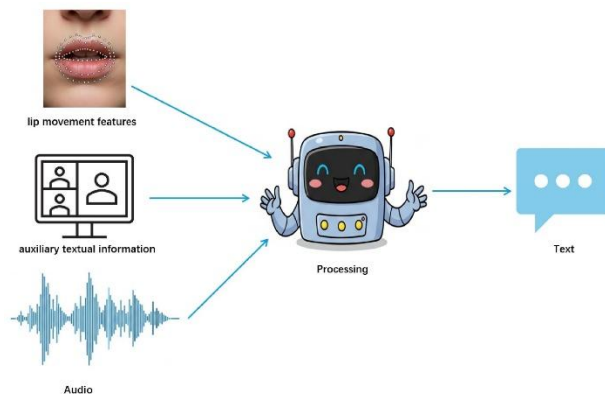 lip movement features
auxiliary textual information
Processing
Text
Audio